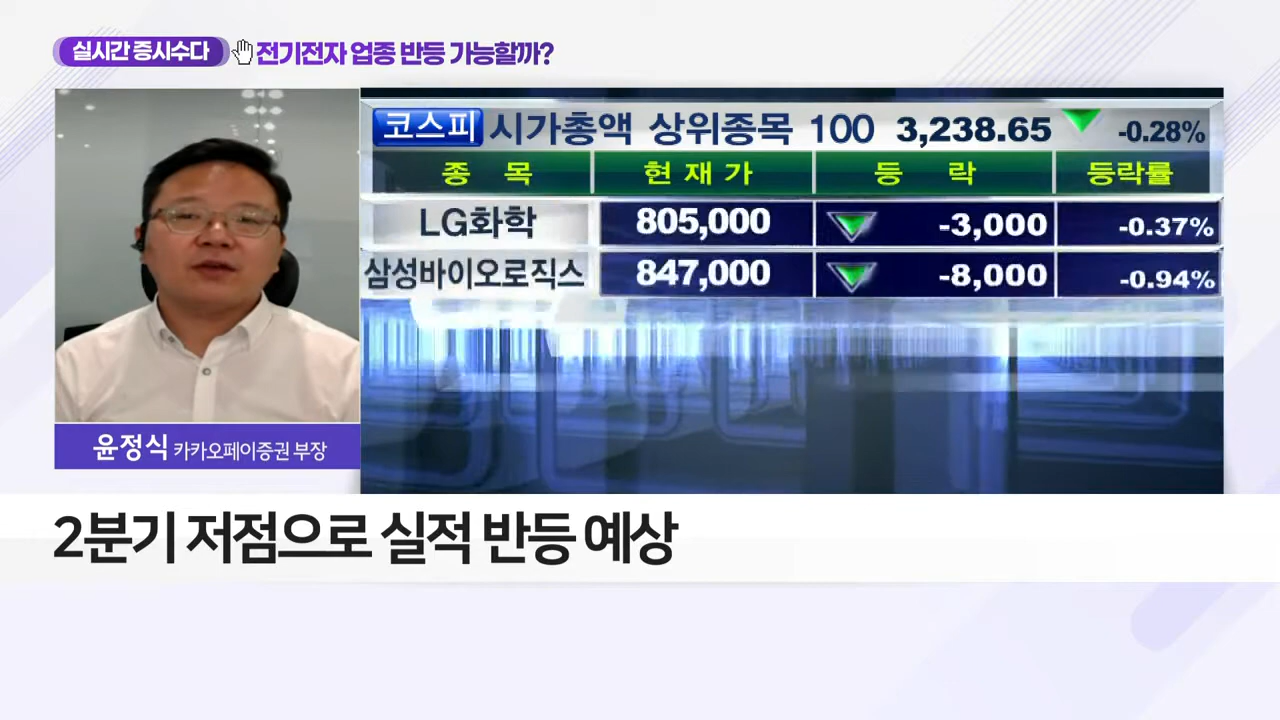 실시간 증시수다 전기전자 업종 반등 가능할까?
코스피 시가총액 상위종목 100 3,238.65 -0.28%
종 목 현 재 가 등 락 등락률
LG화학 805,000 -3,000 -0.37%
삼성바이오로직스 847,000 -8,000 -0.94%
윤정식 카카오페이증권 부장
2분기 저점으로 실적 반등 예상